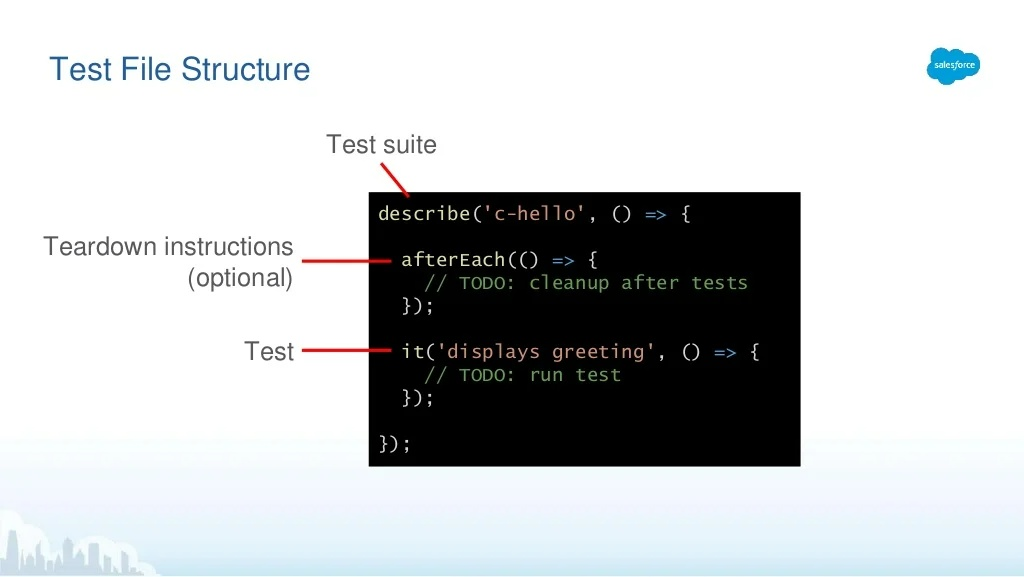 Test File Structure
salesforce
Test suite
describe('c-hello', () => {
Teardown instructions
(optional)
afterEach(() => {
// TODO: cleanup after tests
});
Test
it('displays greeting', () => {
// TODO: run test
});
});